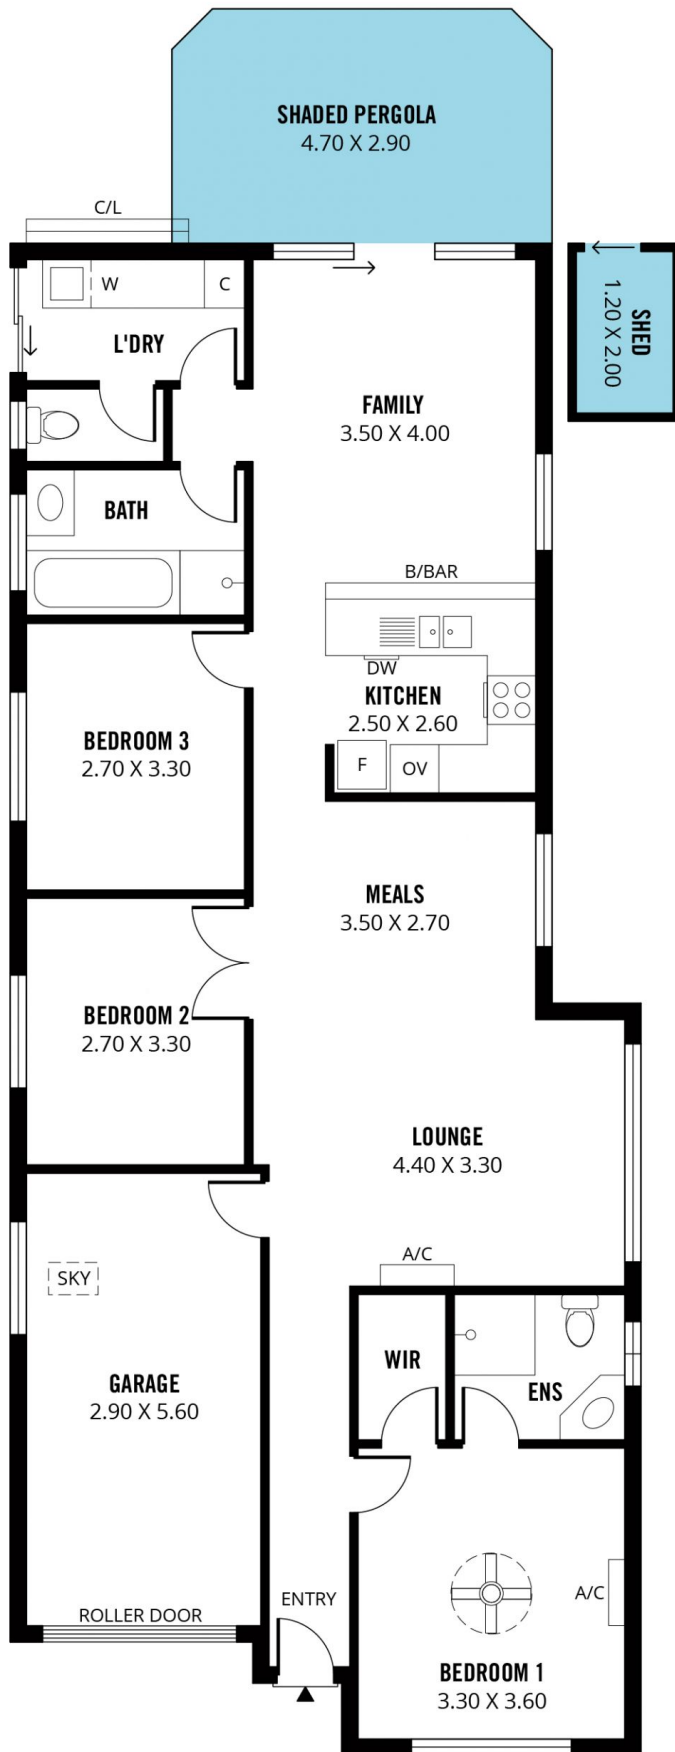 SHADED PERGOLA
4.70 X 2.90
C/L
W
C
L'DRY
SHED
1.20 X 2.00
FAMILY
3.50 X 4.00
BATH
B/BAR
DW
KITCHEN
2.50 X 2.60
F
OV
BEDROOM 3
2.70 X 3.30
MEALS
3.50 X 2.70
BEDROOM 2
2.70 X 3.30
LOUNGE
4.40 X 3.30
A/C
SKY
WIR
ENS
GARAGE
2.90 X 5.60
ROLLER DOOR
ENTRY
A/C
BEDROOM 1
3.30 X 3.60